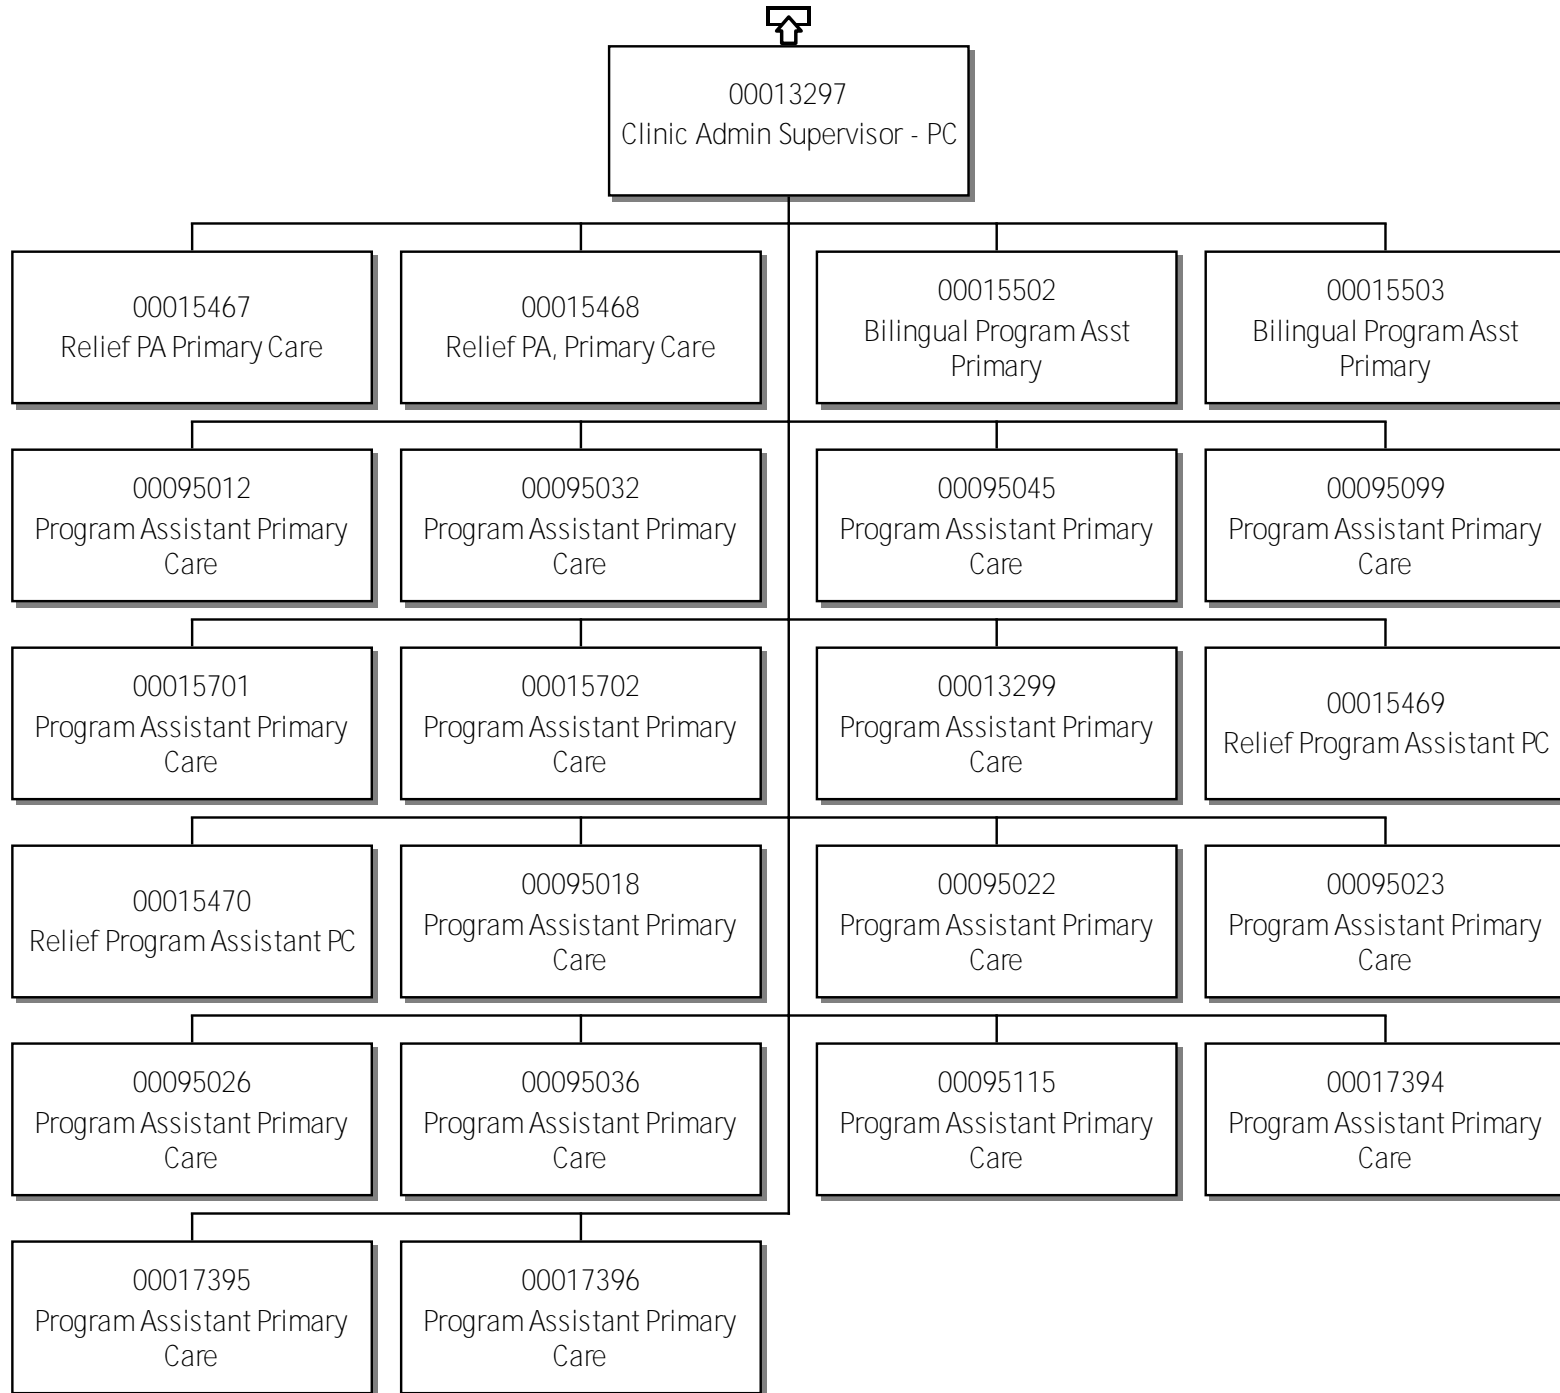 00013297
Clinic Admin Supervisor - PC
00015467
Relief PA Primary Care
00015468
Relief PA, Primary Care
00015502
Bilingual Program Asst
Primary
00015503
Bilingual Program Asst
Primary
00095012
Program Assistant Primary
Care
00095032
Program Assistant Primary
Care
00095045
Program Assistant Primary
Care
00095099
Program Assistant Primary
Care
00015701
Program Assistant Primary
Care
00015702
Program Assistant Primary
Care
00013299
Program Assistant Primary
Care
00015469
Relief Program Assistant PC
00015470
Relief Program Assistant PC
00095018
Program Assistant Primary
Care
00095022
Program Assistant Primary
Care
00095023
Program Assistant Primary
Care
00095026
Program Assistant Primary
Care
00095036
Program Assistant Primary
Care
00095115
Program Assistant Primary
Care
00017394
Program Assistant Primary
Care
00017395
Program Assistant Primary
Care
00017396
Program Assistant Primary
Care